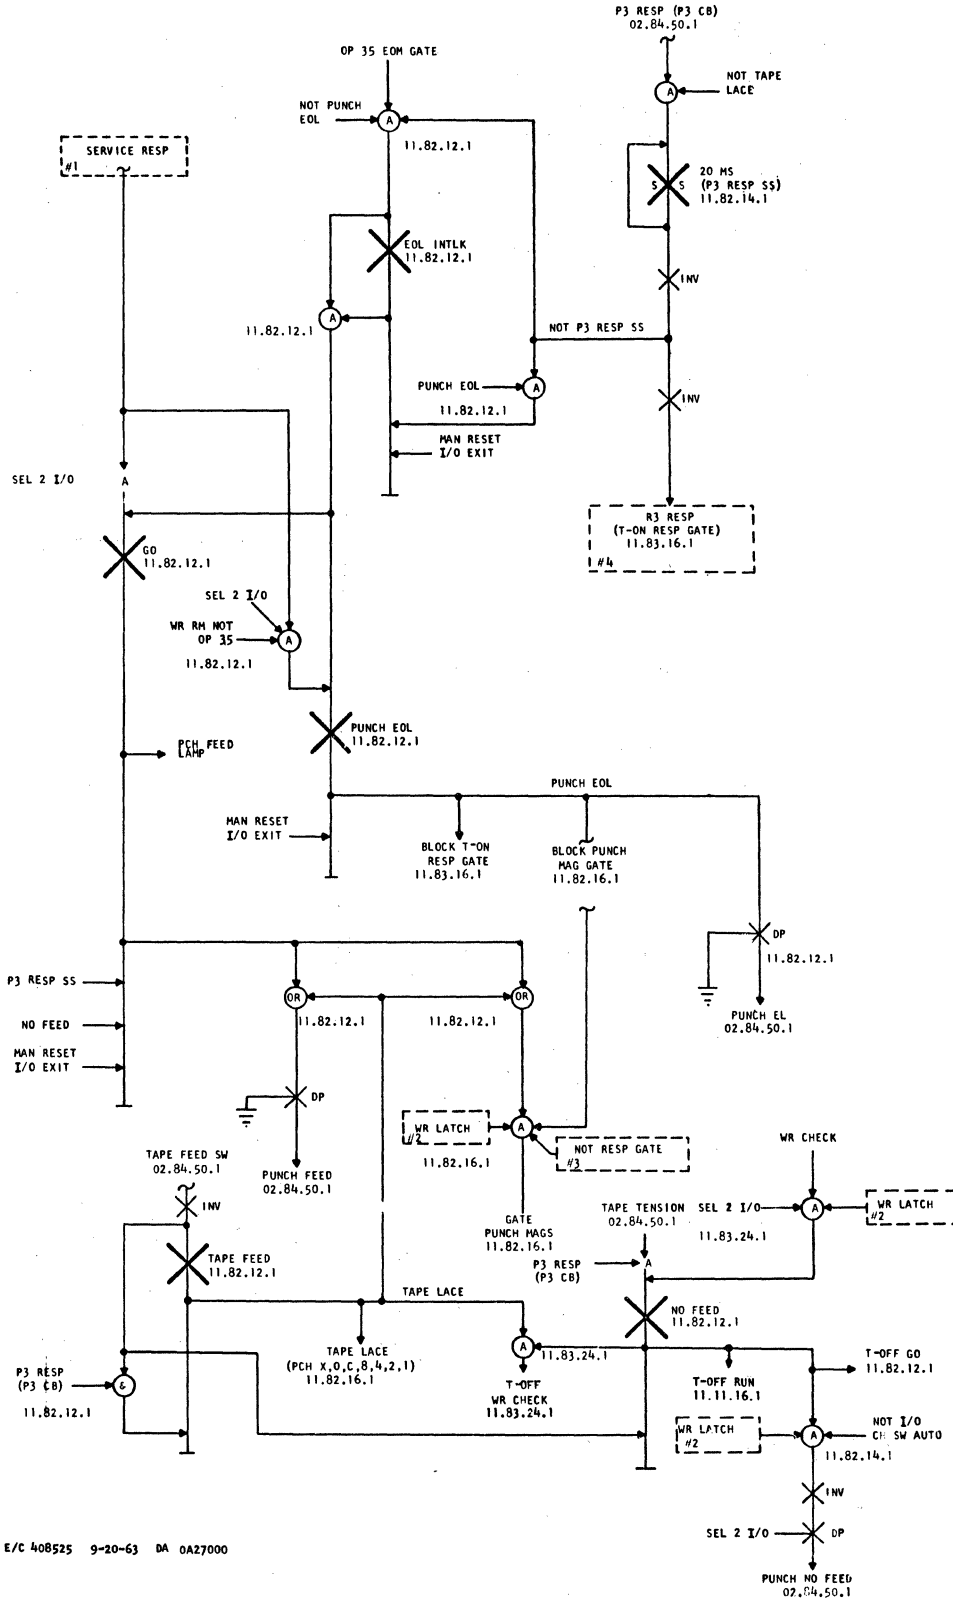 P3 RESP (P3 CB)
02.84.50.1
OP 35 EOM GATE
NOT TAPE
LACE
A
NOT PUNCH
EOL
A
11.82.12.1
SERVICE RESP
#1
20 MS
(P3 RESP SS)
11.82.14.1
S S
EOL INTLK
11.82.12.1
INV
A
11.82.12.1
NOT P3 RESP SS
PUNCH EOL
A
11.82.12.1
INV
MAN RESET
I/O EXIT
SEL 2 I/O
A
R3 RESP
(T-ON RESP GATE)
11.83.16.1
#4
GO
11.82.12.1
SEL 2 I/O
WR RM NOT
OP 35
A
11.82.12.1
PUNCH EOL
11.82.12.1
PCH FEED
LAMP
PUNCH EOL
MAN RESET
I/O EXIT
BLOCK T-ON
RESP GATE
11.83.16.1
BLOCK PUNCH
MAG GATE
11.82.16.1
DP
11.82.12.1
P3 RESP SS
OR
11.82.12.1
11.82.12.1
OR
PUNCH EL
02.84.50.1
NO FEED
MAN RESET
I/O EXIT
DP
WR LATCH
#2
A
11.82.16.1
NOT RESP GATE
#3
WR CHECK
TAPE FEED SW
02.84.50.1
PUNCH FEED
02.84.50.1
INV
GATE
PUNCH MAGS
11.82.16.1
TAPE TENSION
02.84.50.1
SEL 2 I/O
A
11.83.24.1
WR LATCH
#2
TAPE FEED
11.82.12.1
P3 RESP
(P3 CB)
A
TAPE LACE
NO FEED
11.82.12.1
TAPE LACE
(PCH X,O,C,8,4,2,1)
11.82.16.1
A
11.83.24.1
T-OFF
WR CHECK
11.83.24.1
T-OFF RUN
11.11.16.1
T-OFF GO
11.82.12.1
P3 RESP
(P3 CB)
&
11.82.12.1
WR LATCH
#2
A
NOT I/O
CH SW AUTO
11.82.14.1
INV
SEL 2 I/O
DP
PUNCH NO FEED
02.84.50.1
E/C 408525 9-20-63 DA 0A27000